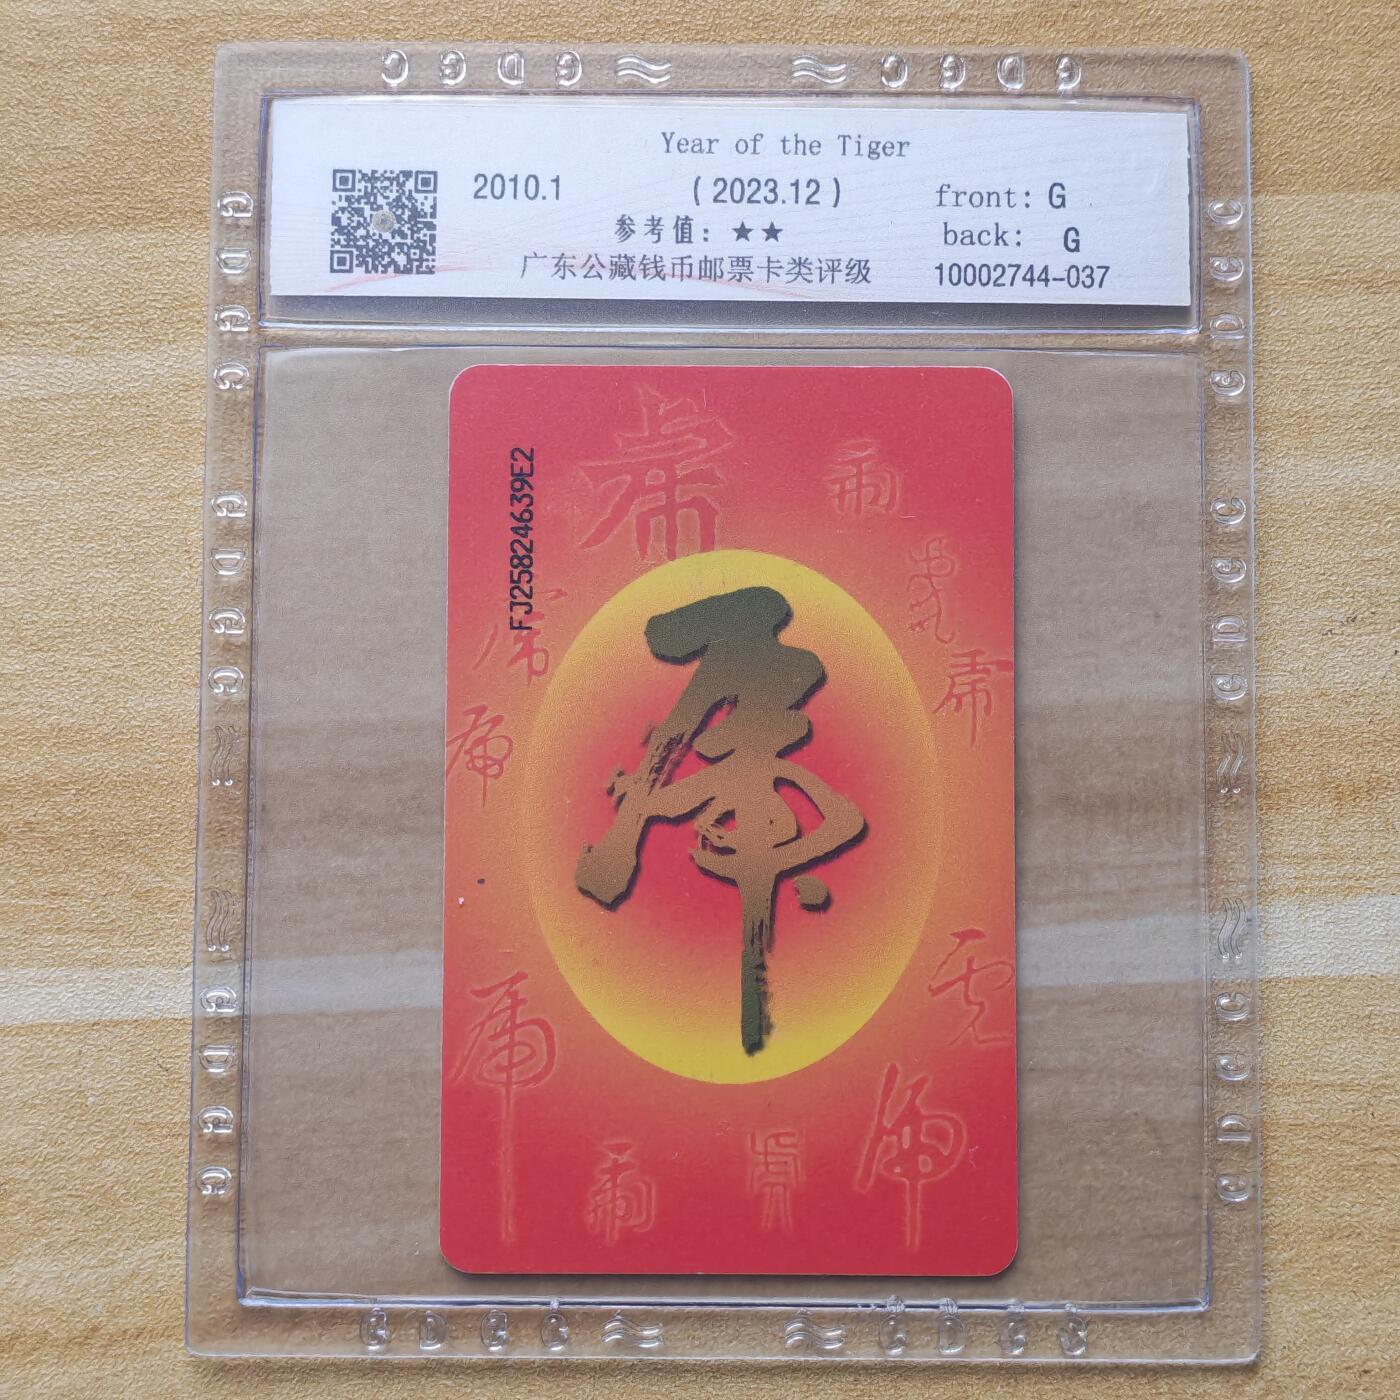 Year of the Tiger
2010.1 (2023.12) front: G
参考值: ★★ back: G
广东公藏钱币邮票卡类评级 10002744-037
FJ25824639E2
虎